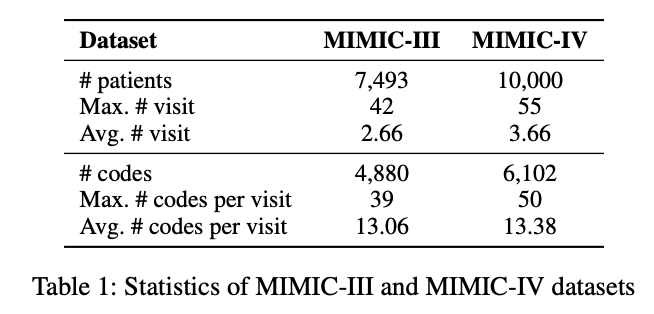 Dataset MIMIC-III MIMIC-IV
# patients 7,493 10,000
Max. # visit 42 55
Avg. # visit 2.66 3.66
# codes 4,880 6,102
Max. # codes per visit 39 50
Avg. # codes per visit 13.06 13.38
Table 1: Statistics of MIMIC-III and MIMIC-IV datasets